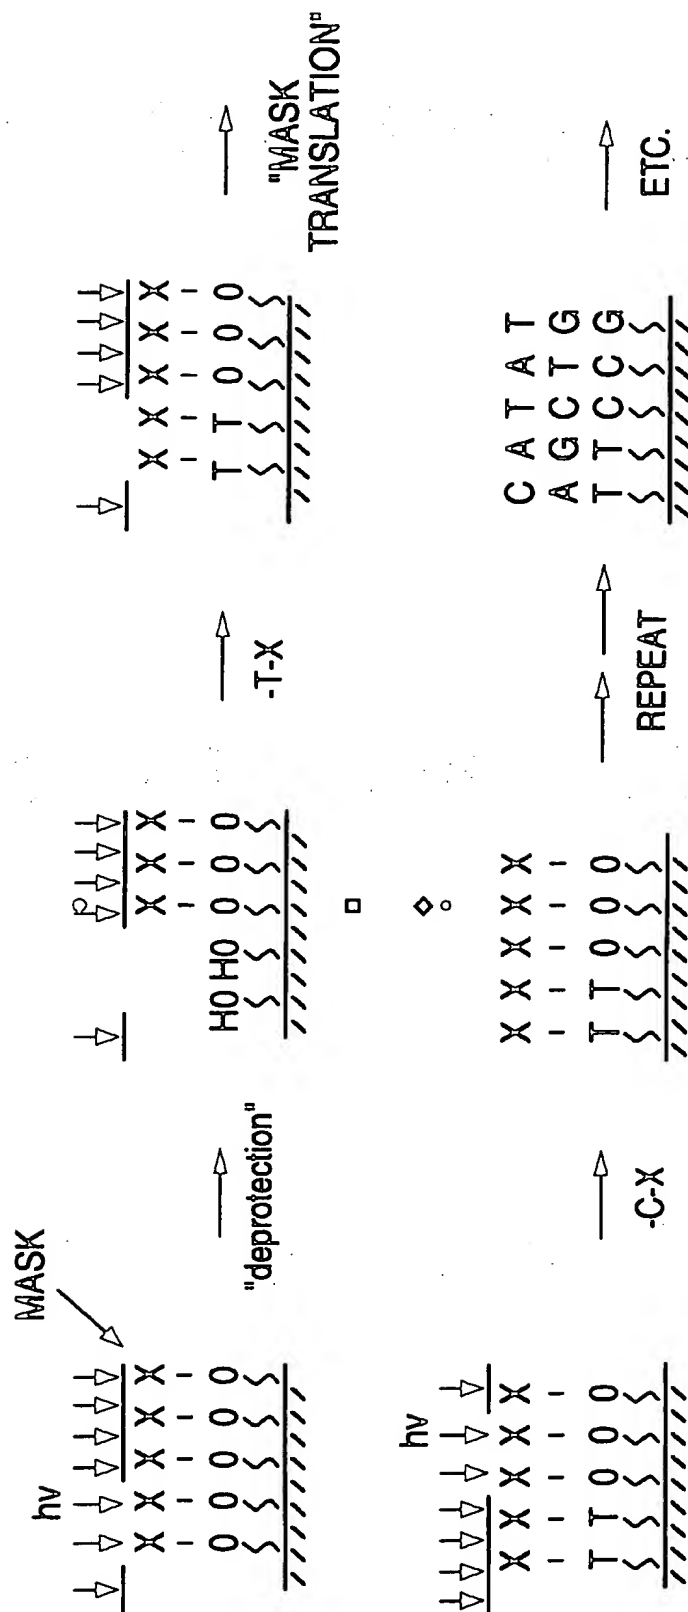 hν
MASK
X X X X X
- - - - -
O O O O O
"deprotection"
X X X
- - -
HO HO O O O
-T-X
X X X X X
- - - - -
T T O O O
"MASK
TRANSLATION"
hν
X X X X X
- - - - -
T T O O O
-C-X
X X X X X
- - - - -
T T O O O
REPEAT
C A T A T
A G C T G
T T C C G
ETC.